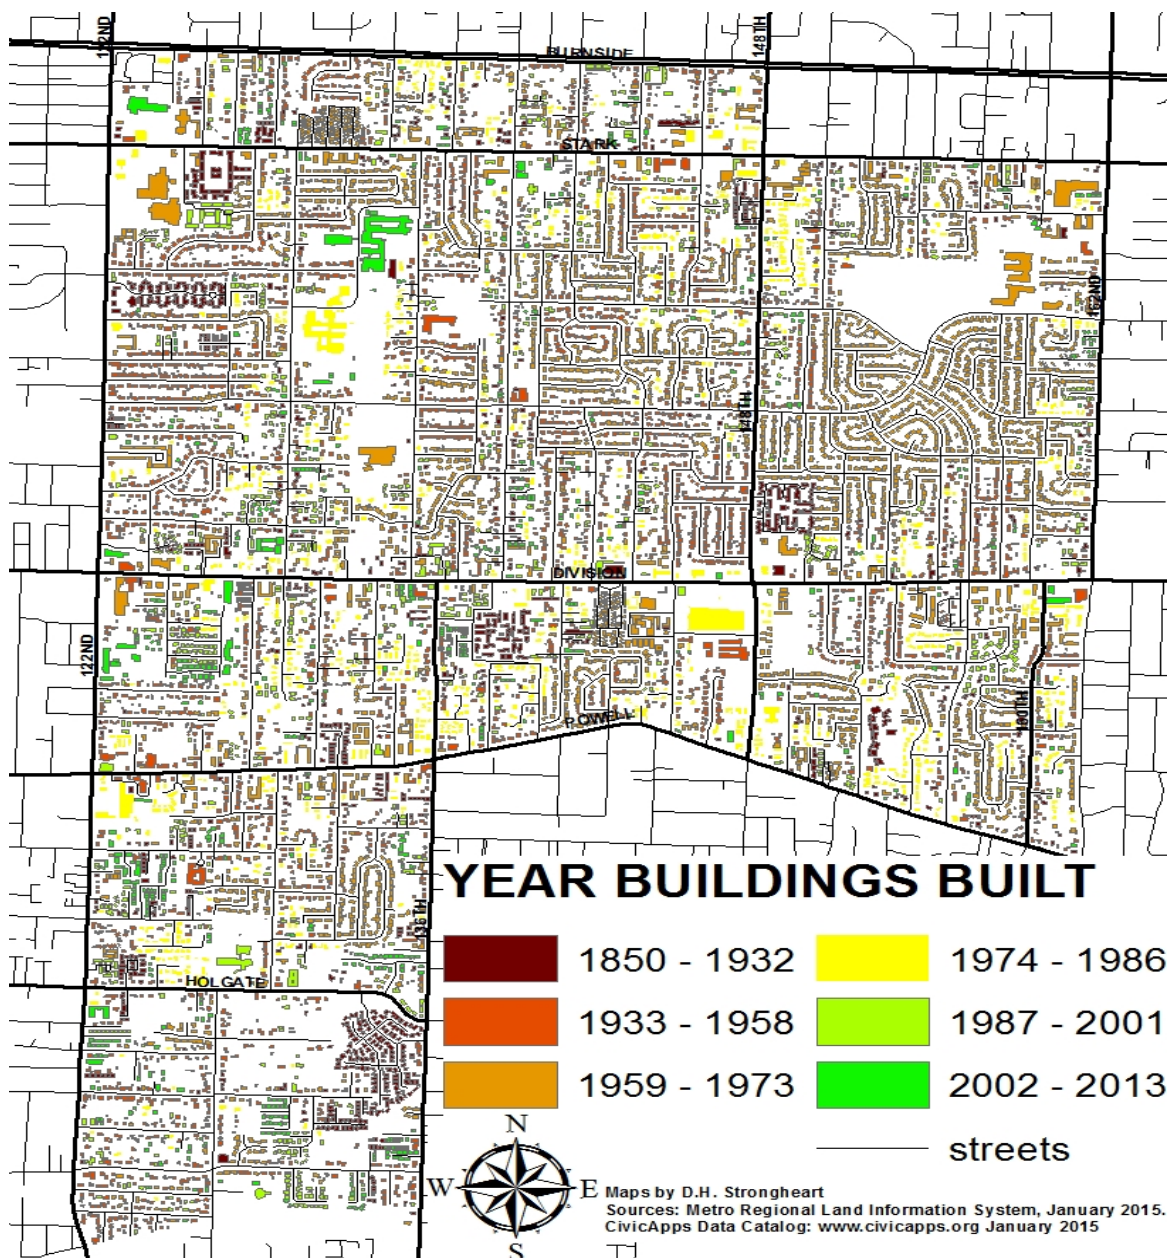 122ND
BURNSIDE
148TH
STARK
162ND
148TH
DIVISION
122ND
160TH
POWELL
YEAR BUILDINGS BUILT
136TH
1850 - 1932
1974 - 1986
HOLGATE
1933 - 1958
1987 - 2001
1959 - 1973
2002 - 2013
N
streets
W
E
S
Maps by D.H. Strongheart
Sources: Metro Regional Land Information System, January 2015.
CivicApps Data Catalog: www.civicapps.org January 2015